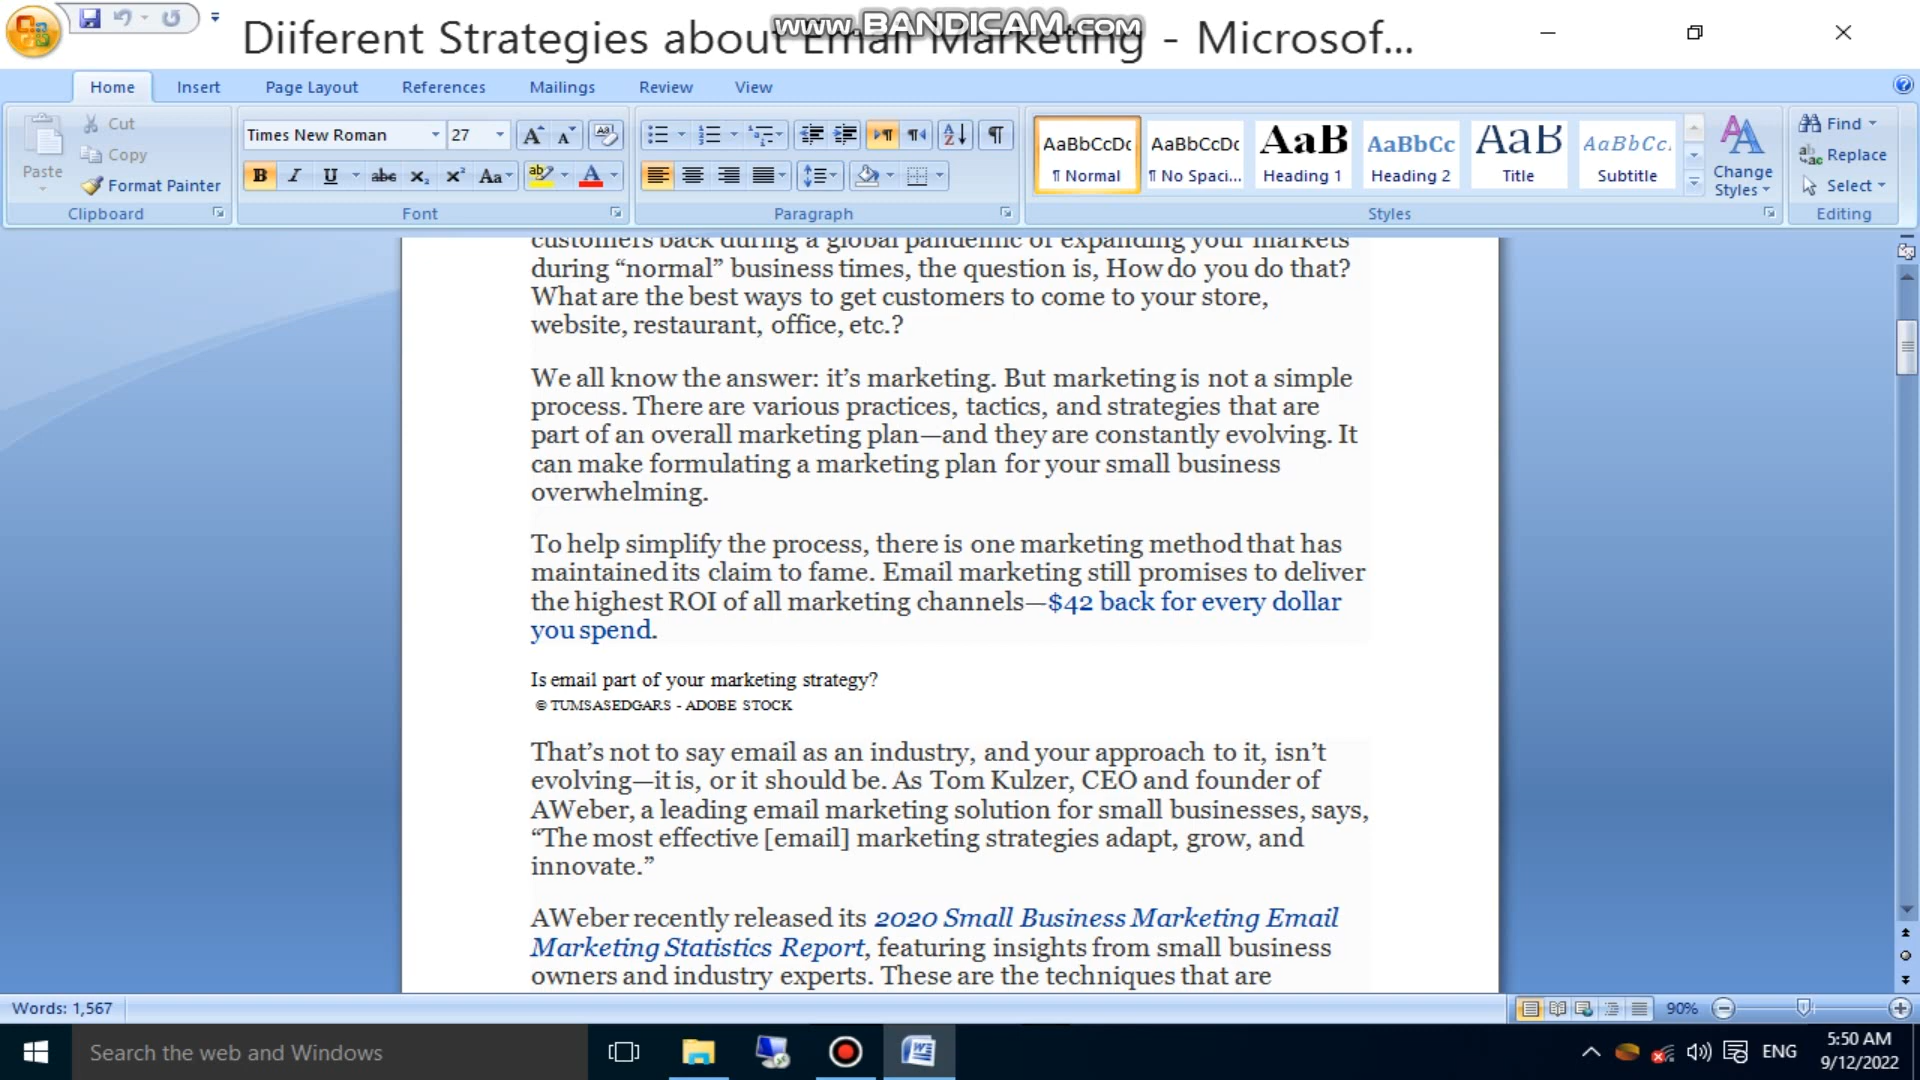 Diiferent Strategies about Email Marketing - Microsof...
www.BANDICAM.com
Home Insert Page Layout References Mailings Review View
Paste
Cut
Copy
Format Painter
Clipboard
Times New Roman 27
Font
Paragraph
AaBbCcDc AaBbCcDc AaB AaBbCc AaB AaBbCc.
¶ Normal ¶ No Spaci... Heading 1 Heading 2 Title Subtitle
Change
Styles
Styles
Find
Replace
Select
Editing
customers back during a global pandemic or expanding your markets
during “normal” business times, the question is, How do you do that?
What are the best ways to get customers to come to your store,
website, restaurant, office, etc.?
We all know the answer: it’s marketing. But marketing is not a simple
process. There are various practices, tactics, and strategies that are
part of an overall marketing plan—and they are constantly evolving. It
can make formulating a marketing plan for your small business
overwhelming.
To help simplify the process, there is one marketing method that has
maintained its claim to fame. Email marketing still promises to deliver
the highest ROI of all marketing channels—$42 back for every dollar
you spend.
Is email part of your marketing strategy?
© TUMSASEDGARS - ADOBE STOCK
That’s not to say email as an industry, and your approach to it, isn’t
evolving—it is, or it should be. As Tom Kulzer, CEO and founder of
AWeber, a leading email marketing solution for small businesses, says,
“The most effective [email] marketing strategies adapt, grow, and
innovate.”
AWeber recently released its 2020 Small Business Marketing Email
Marketing Statistics Report, featuring insights from small business
owners and industry experts. These are the techniques that are
Words: 1,567
90%
Search the web and Windows
ENG
5:50 AM
9/12/2022